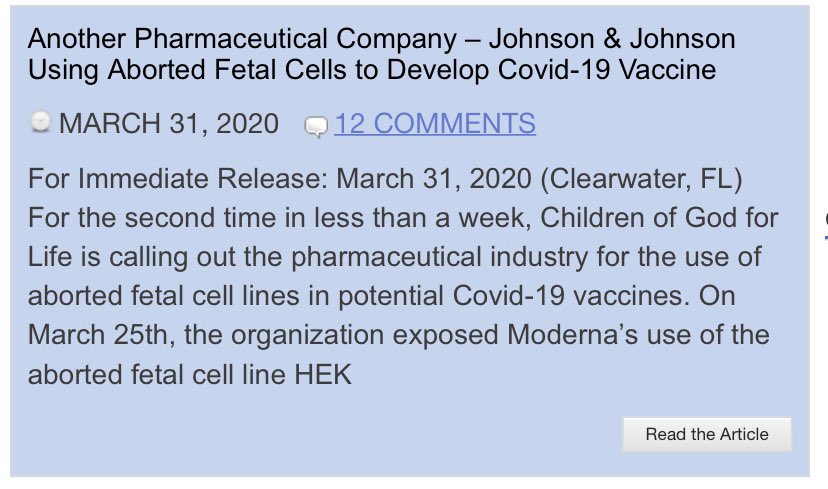 Another Pharmaceutical Company – Johnson & Johnson
Using Aborted Fetal Cells to Develop Covid-19 Vaccine
MARCH 31, 2020 12 COMMENTS
For Immediate Release: March 31, 2020 (Clearwater, FL)
For the second time in less than a week, Children of God for
Life is calling out the pharmaceutical industry for the use of
aborted fetal cell lines in potential Covid-19 vaccines. On
March 25th, the organization exposed Moderna’s use of the
aborted fetal cell line HEK
Read the Article